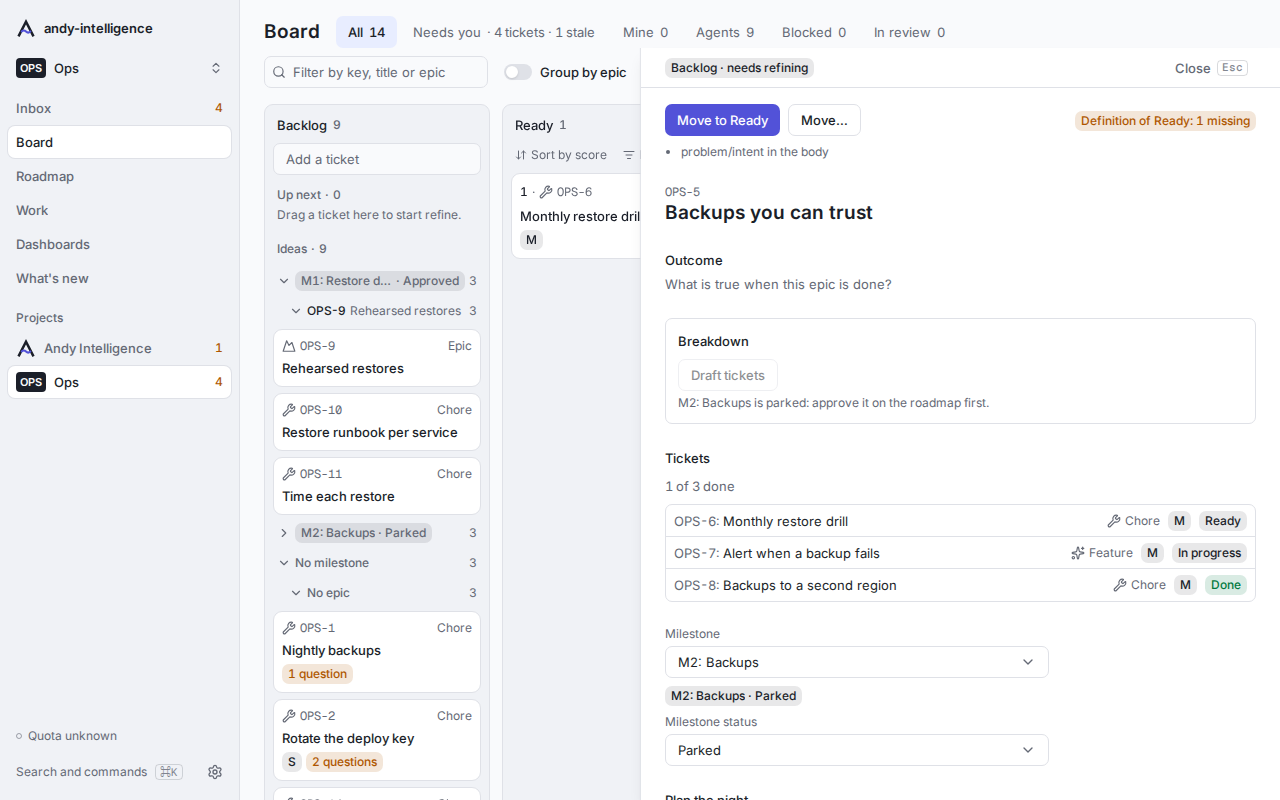 andy-intelligence
OPS Ops
Inbox 4
Board
Roadmap
Work
Dashboards
What's new
Projects
Andy Intelligence 1
OPS Ops 4
Quota unknown
Search and commands ⌘K
Board All 14 Needs you · 4 tickets · 1 stale Mine 0 Agents 9 Blocked 0 In review 0
Filter by key, title or epic Group by epic
Backlog 9
Add a ticket
Up next · 0
Drag a ticket here to start refine.
Ideas · 9
M1: Restore d… · Approved 3
OPS-9 Rehearsed restores 3
OPS-9 Epic
Rehearsed restores
OPS-10 Chore
Restore runbook per service
OPS-11 Chore
Time each restore
M2: Backups · Parked 3
No milestone 3
No epic 3
OPS-1 Chore
Nightly backups
1 question
OPS-2 Chore
Rotate the deploy key
S 2 questions
Ready 1
Sort by score
1 · OPS-6
Monthly restore dril
M
Backlog · needs refining Close Esc
Move to Ready Move... Definition of Ready: 1 missing
• problem/intent in the body
OPS-5
Backups you can trust
Outcome
What is true when this epic is done?
Breakdown
Draft tickets
M2: Backups is parked: approve it on the roadmap first.
Tickets
1 of 3 done
OPS-6: Monthly restore drill Chore M Ready
OPS-7: Alert when a backup fails Feature M In progress
OPS-8: Backups to a second region Chore M Done
Milestone
M2: Backups
M2: Backups · Parked
Milestone status
Parked
Plan the night